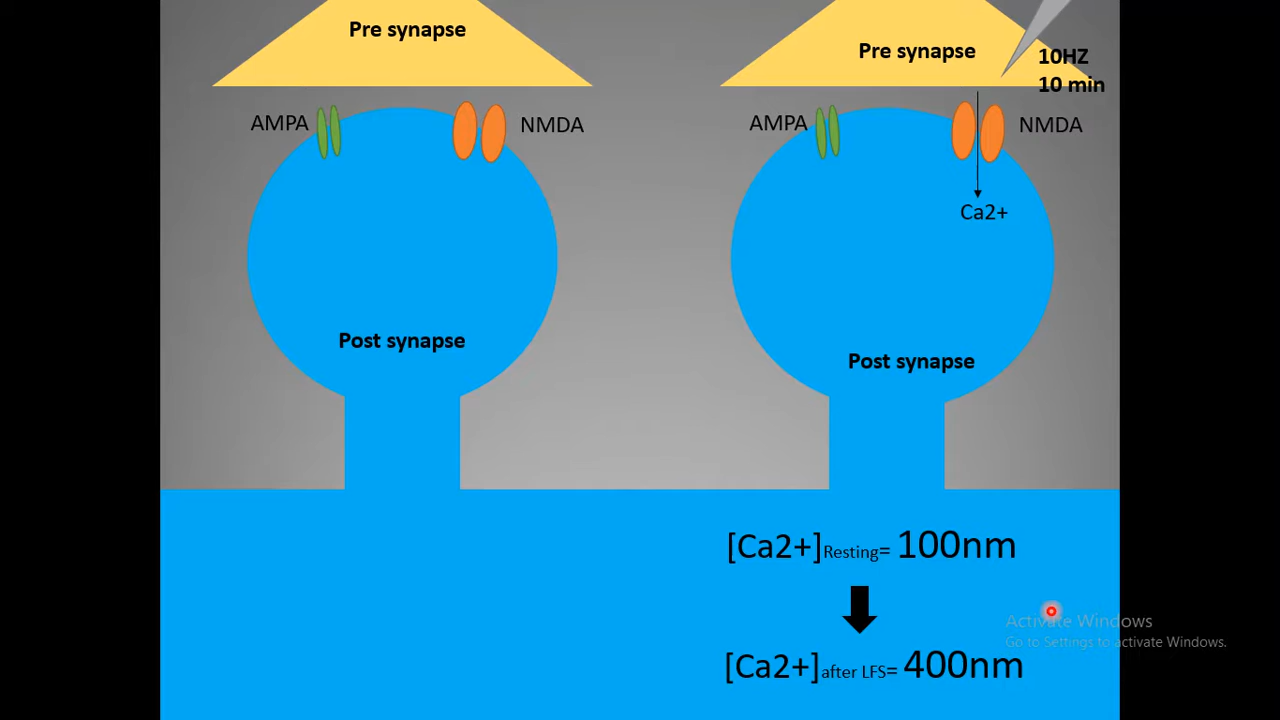 Pre synapse
AMPA
NMDA
Post synapse
Pre synapse
10HZ
10 min
AMPA
NMDA
Ca2+
Post synapse
[Ca2+]Resting= 100nm
[Ca2+]after LFS= 400nm
Activate Windows
Go to Settings to activate Windows.